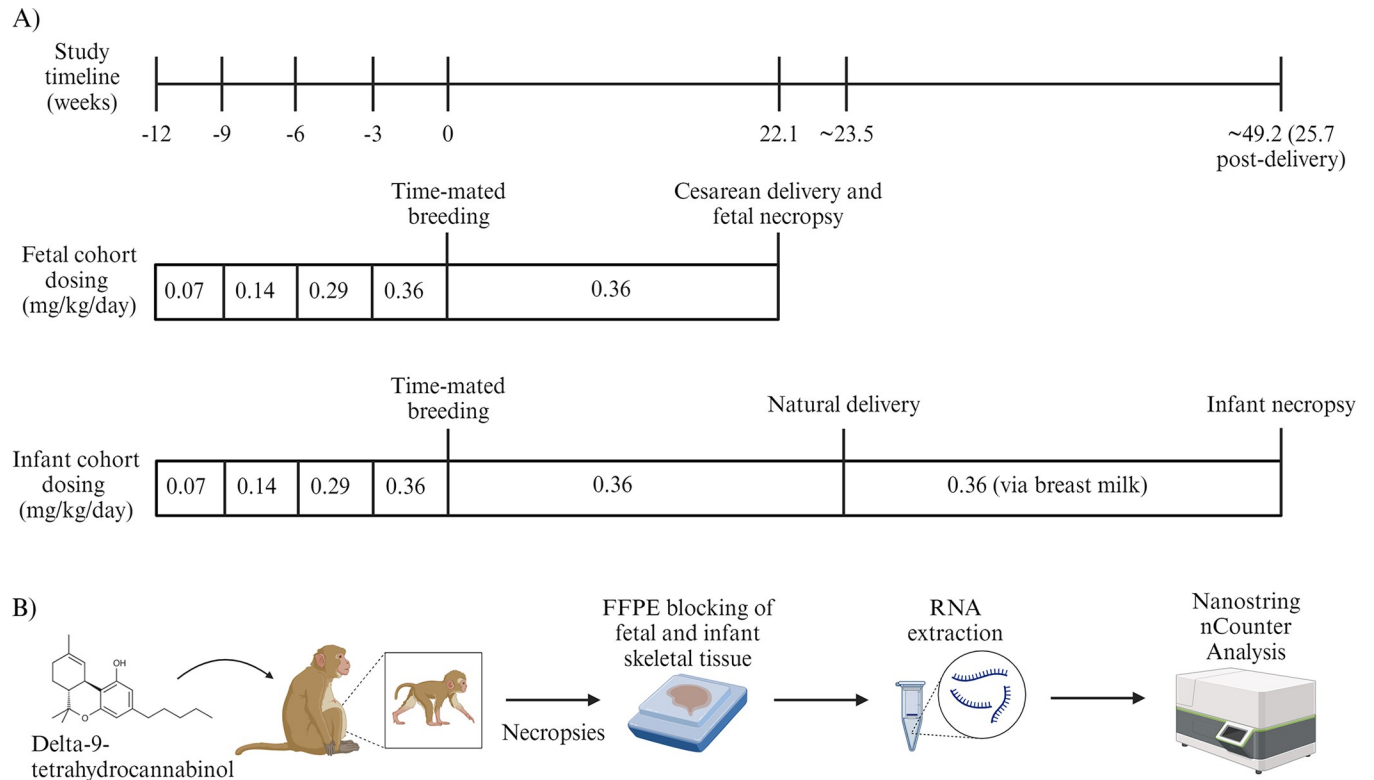 A)
Study
timeline
(weeks)
-12
-9
-6
-3
0
22.1
~23.5
~49.2 (25.7
post-delivery)
Time-mated
breeding
Cesarean delivery and
fetal necropsy
Fetal cohort
dosing
(mg/kg/day)
0.07
0.14
0.29
0.36
0.36
Time-mated
breeding
Natural delivery
Infant necropsy
Infant cohort
dosing
(mg/kg/day)
0.07
0.14
0.29
0.36
0.36
0.36 (via breast milk)
B)
OH
O
Delta-9-
tetrahydrocannabinol
Necropsies
FFPE blocking of
fetal and infant
skeletal tissue
RNA
extraction
Nanostring
nCounter
Analysis